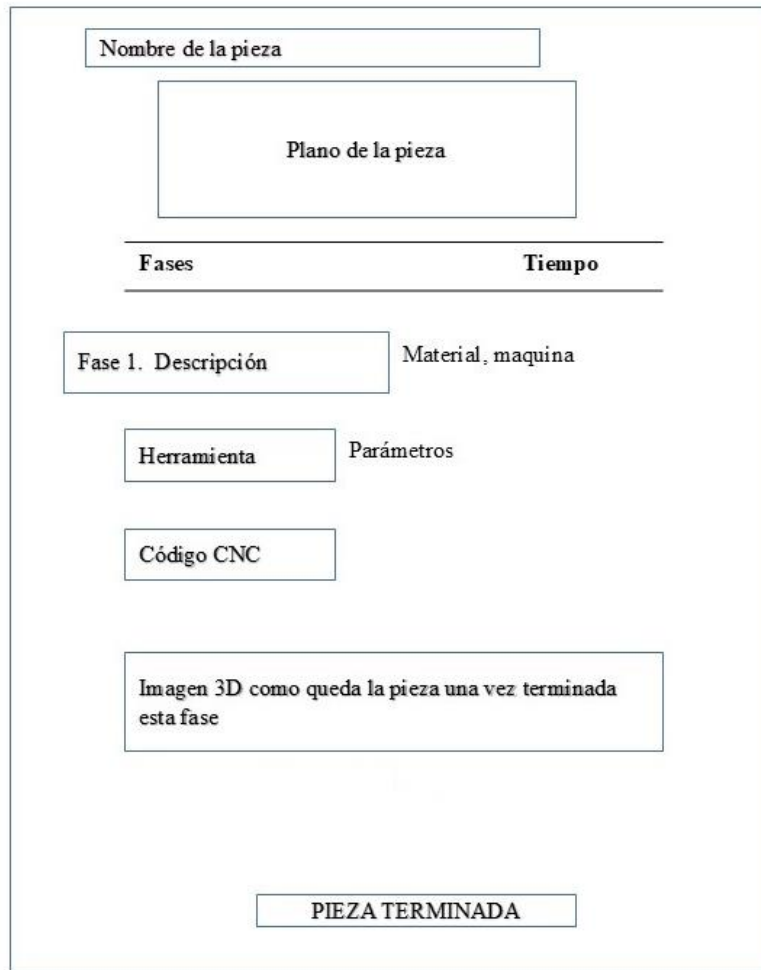 Nombre de la pieza
Plano de la pieza
Fases Tiempo
Fase 1. Descripción Material, maquina
Herramienta Parámetros
Código CNC
Imagen 3D como queda la pieza una vez terminada
esta fase
PIEZA TERMINADA